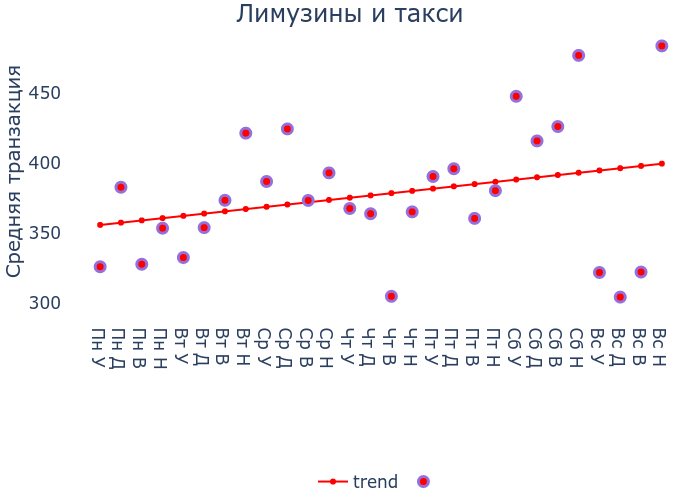 Лимузины и такси
Средняя транзакция
450
400
350
300
Пн У
Пн Д
Пн В
Пн Н
Вт У
Вт Д
Вт В
Вт Н
Ср У
Ср Д
Ср В
Ср Н
Чт У
Чт Д
Чт В
Чт Н
Пт У
Пт Д
Пт В
Пт Н
Сб У
Сб Д
Сб В
Сб Н
Вс У
Вс Д
Вс В
Вс Н
trend